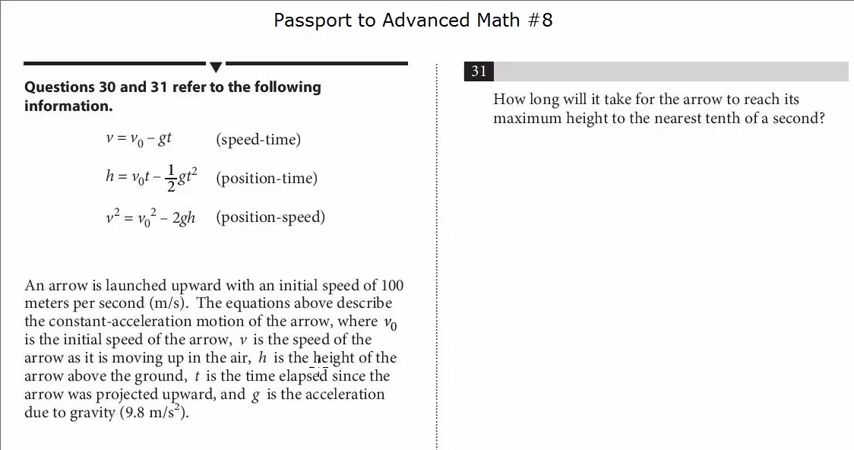 Passport to Advanced Math #8
Questions 30 and 31 refer to the following
information.
v = v₀ − gt (speed-time)
h = v₀t − ½gt² (position-time)
v² = v₀² − 2gh (position-speed)
An arrow is launched upward with an initial speed of 100
meters per second (m/s). The equations above describe
the constant-acceleration motion of the arrow, where v₀
is the initial speed of the arrow, v is the speed of the
arrow as it is moving up in the air, h is the height of the
arrow above the ground, t is the time elapsed since the
arrow was projected upward, and g is the acceleration
due to gravity (9.8 m/s²).
31
How long will it take for the arrow to reach its
maximum height to the nearest tenth of a second?